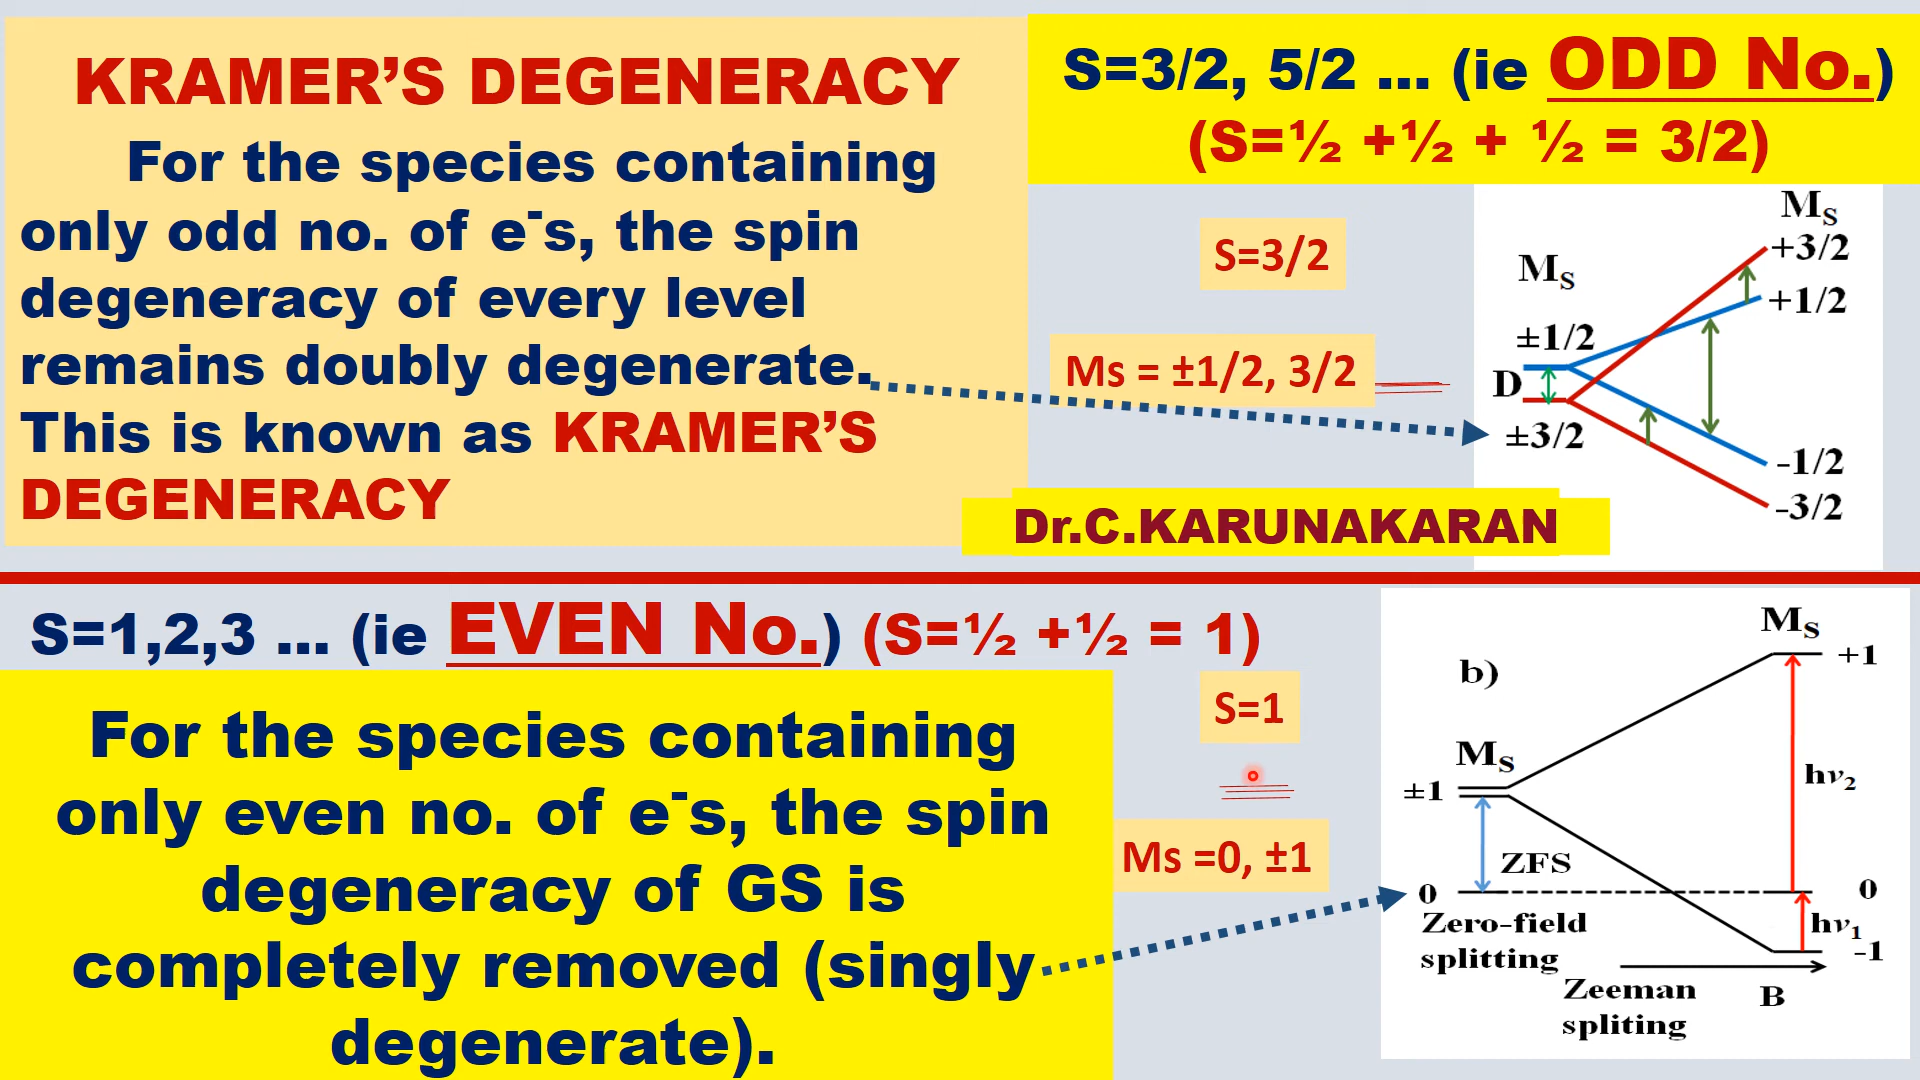 KRAMER’S DEGENERACY
For the species containing
only odd no. of e⁻s, the spin
degeneracy of every level
remains doubly degenerate.
This is known as KRAMER’S
DEGENERACY
S=3/2, 5/2 ... (ie ODD No.)
(S=½ +½ + ½ = 3/2)
S=3/2
Ms = ±1/2, 3/2
M_S
+3/2
M_S
+1/2
±1/2
D
±3/2
-1/2
-3/2
Dr.C.KARUNAKARAN
S=1,2,3 ... (ie EVEN No.) (S=½ +½ = 1)
For the species containing
only even no. of e⁻s, the spin
degeneracy of GS is
completely removed (singly
degenerate).
S=1
Ms =0, ±1
M_S
+1
b)
M_S
±1
hν₂
ZFS
0
0
Zero-field
splitting
hν₁
-1
Zeeman
spliting
B